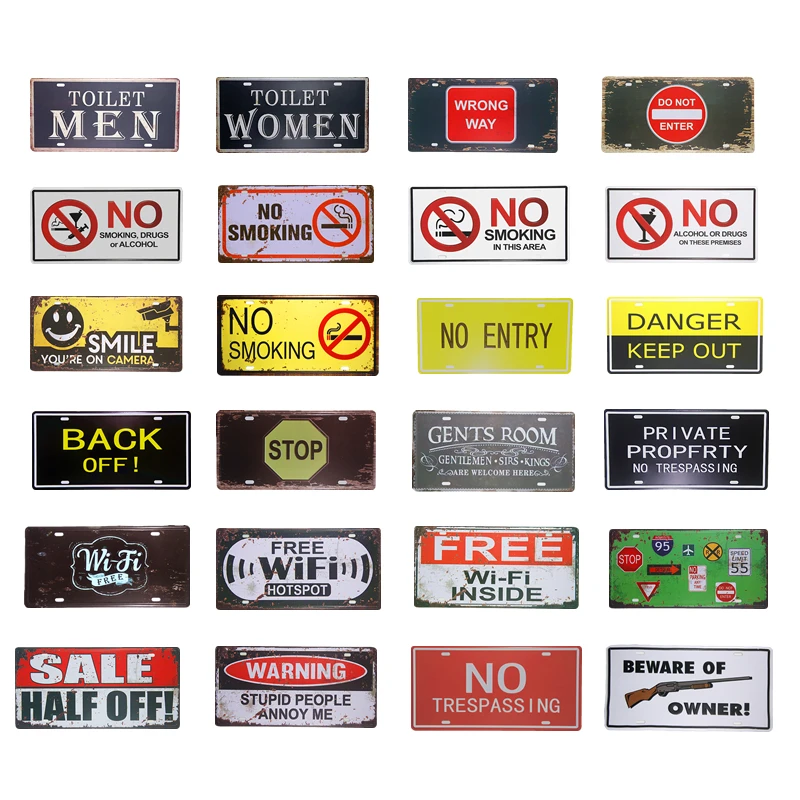 TOILET
MEN
TOILET
WOMEN
WRONG
WAY
DO NOT
ENTER
NO
SMOKING, DRUGS
or ALCOHOL
NO
SMOKING
NO
SMOKING
IN THIS AREA
NO
ALCOHOL OR DRUGS
ON THESE PREMISES
SMILE
YOU'RE ON CAMERA
NO
SMOKING
NO ENTRY
DANGER
KEEP OUT
BACK
OFF!
STOP
GENTS ROOM
GENTLEMEN • SIRS • KINGS
ARE WELCOME HERE
PRIVATE
PROPFRTY
NO TRESPASSING
Wi Fi
FREE
FREE
WiFi
HOTSPOT
FREE
Wi-Fi
INSIDE
STOP
95
SPEED
LIMIT
55
NO
PARKING
ANY
TIME
SALE
HALF OFF!
WARNING
STUPID PEOPLE
ANNOY ME
NO
TRESPASSING
BEWARE OF
OWNER!